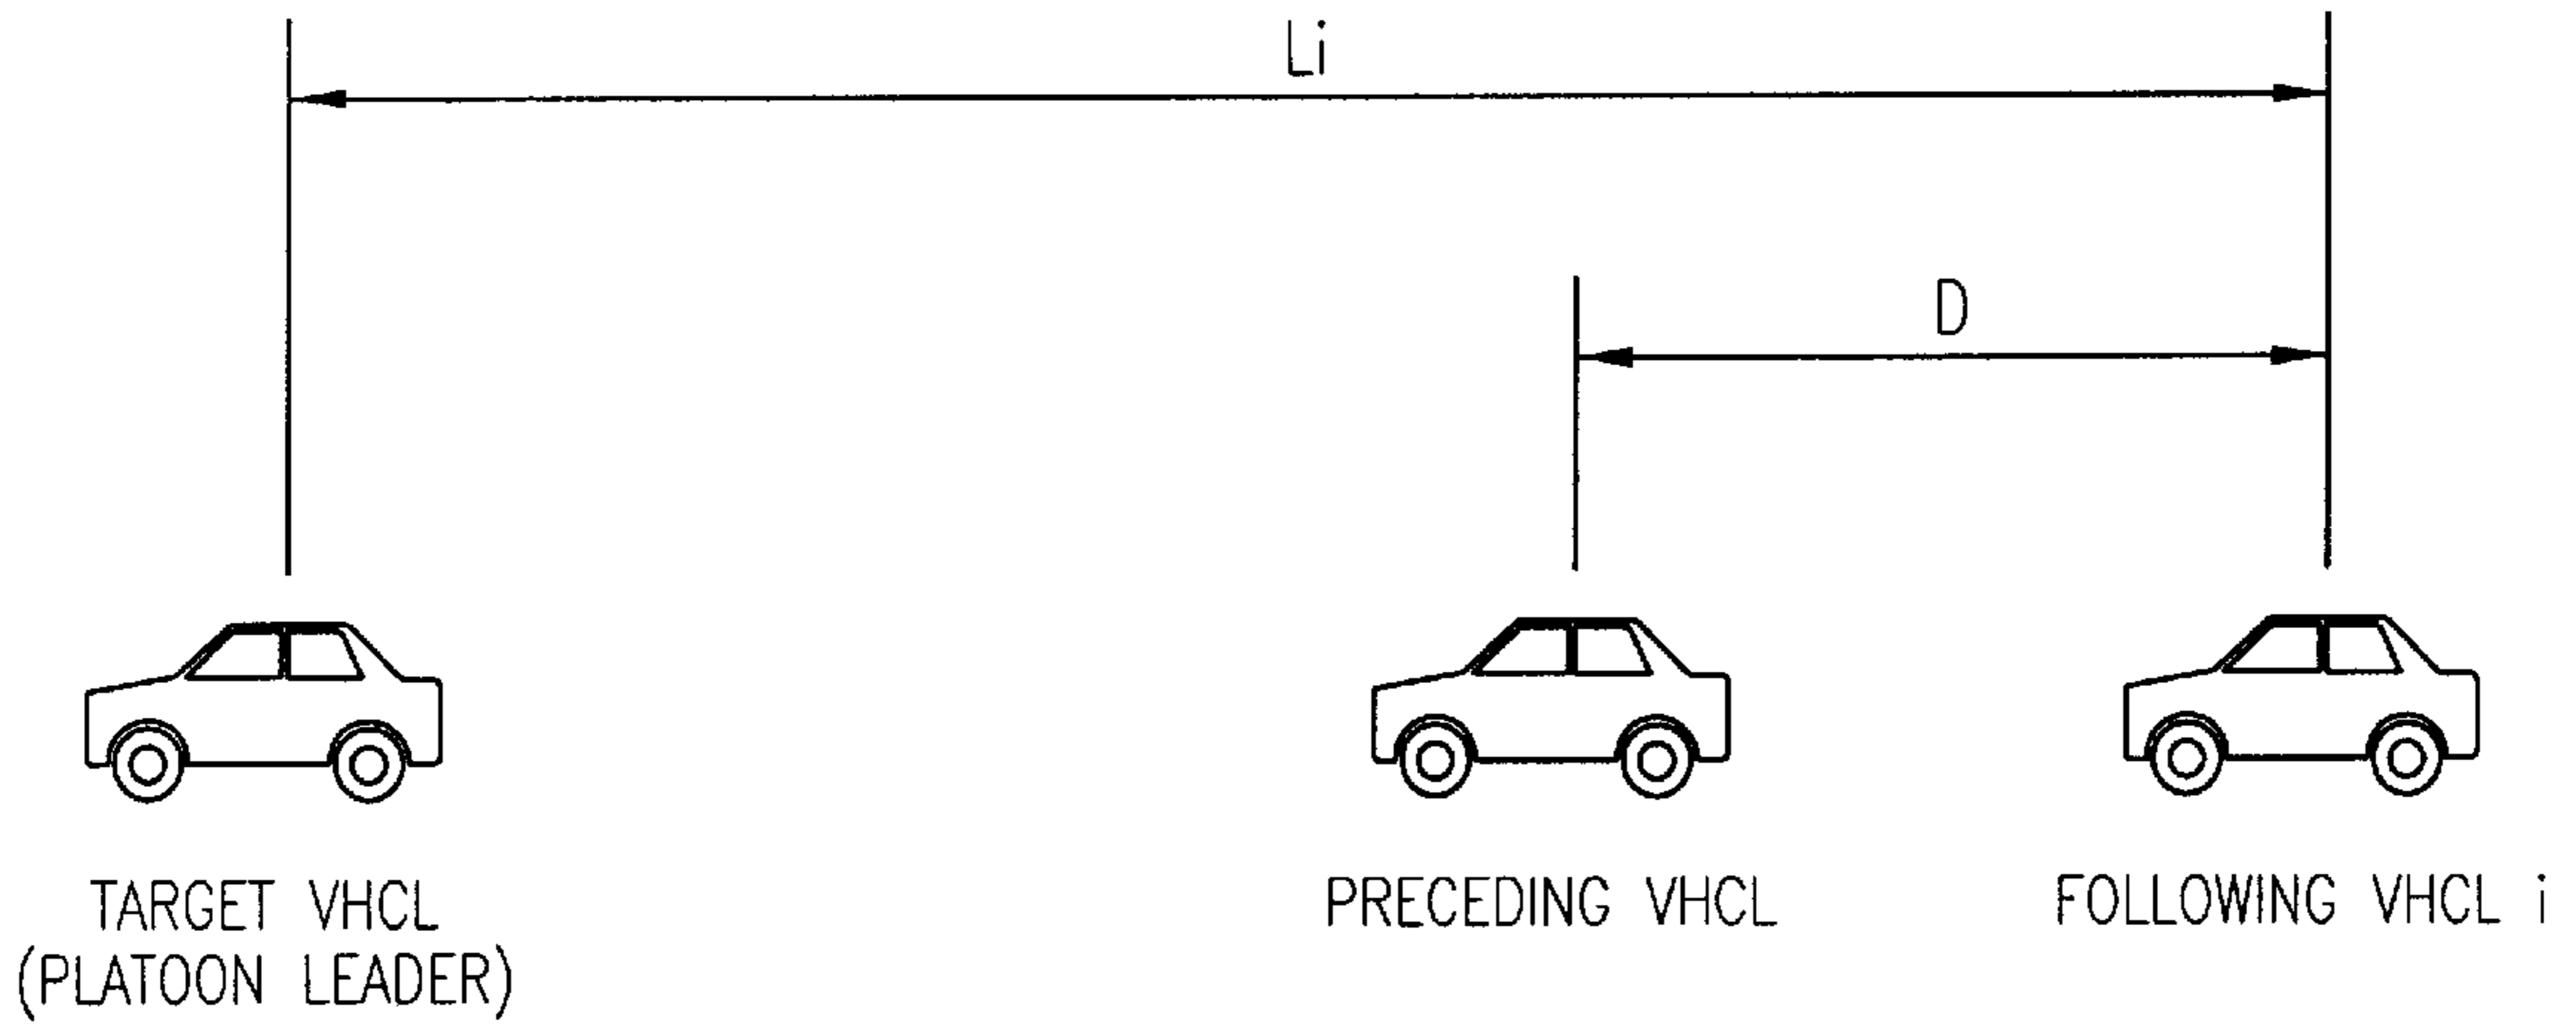 Li
D
TARGET VHCL
(PLATOON LEADER)
PRECEDING VHCL
FOLLOWING VHCL i